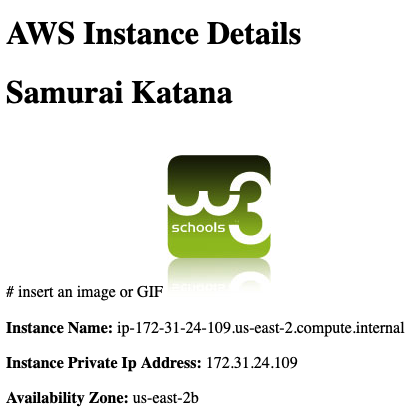 AWS Instance Details
Samurai Katana
w3
schools
# insert an image or GIF
Instance Name: ip-172-31-24-109.us-east-2.compute.internal
Instance Private Ip Address: 172.31.24.109
Availability Zone: us-east-2b